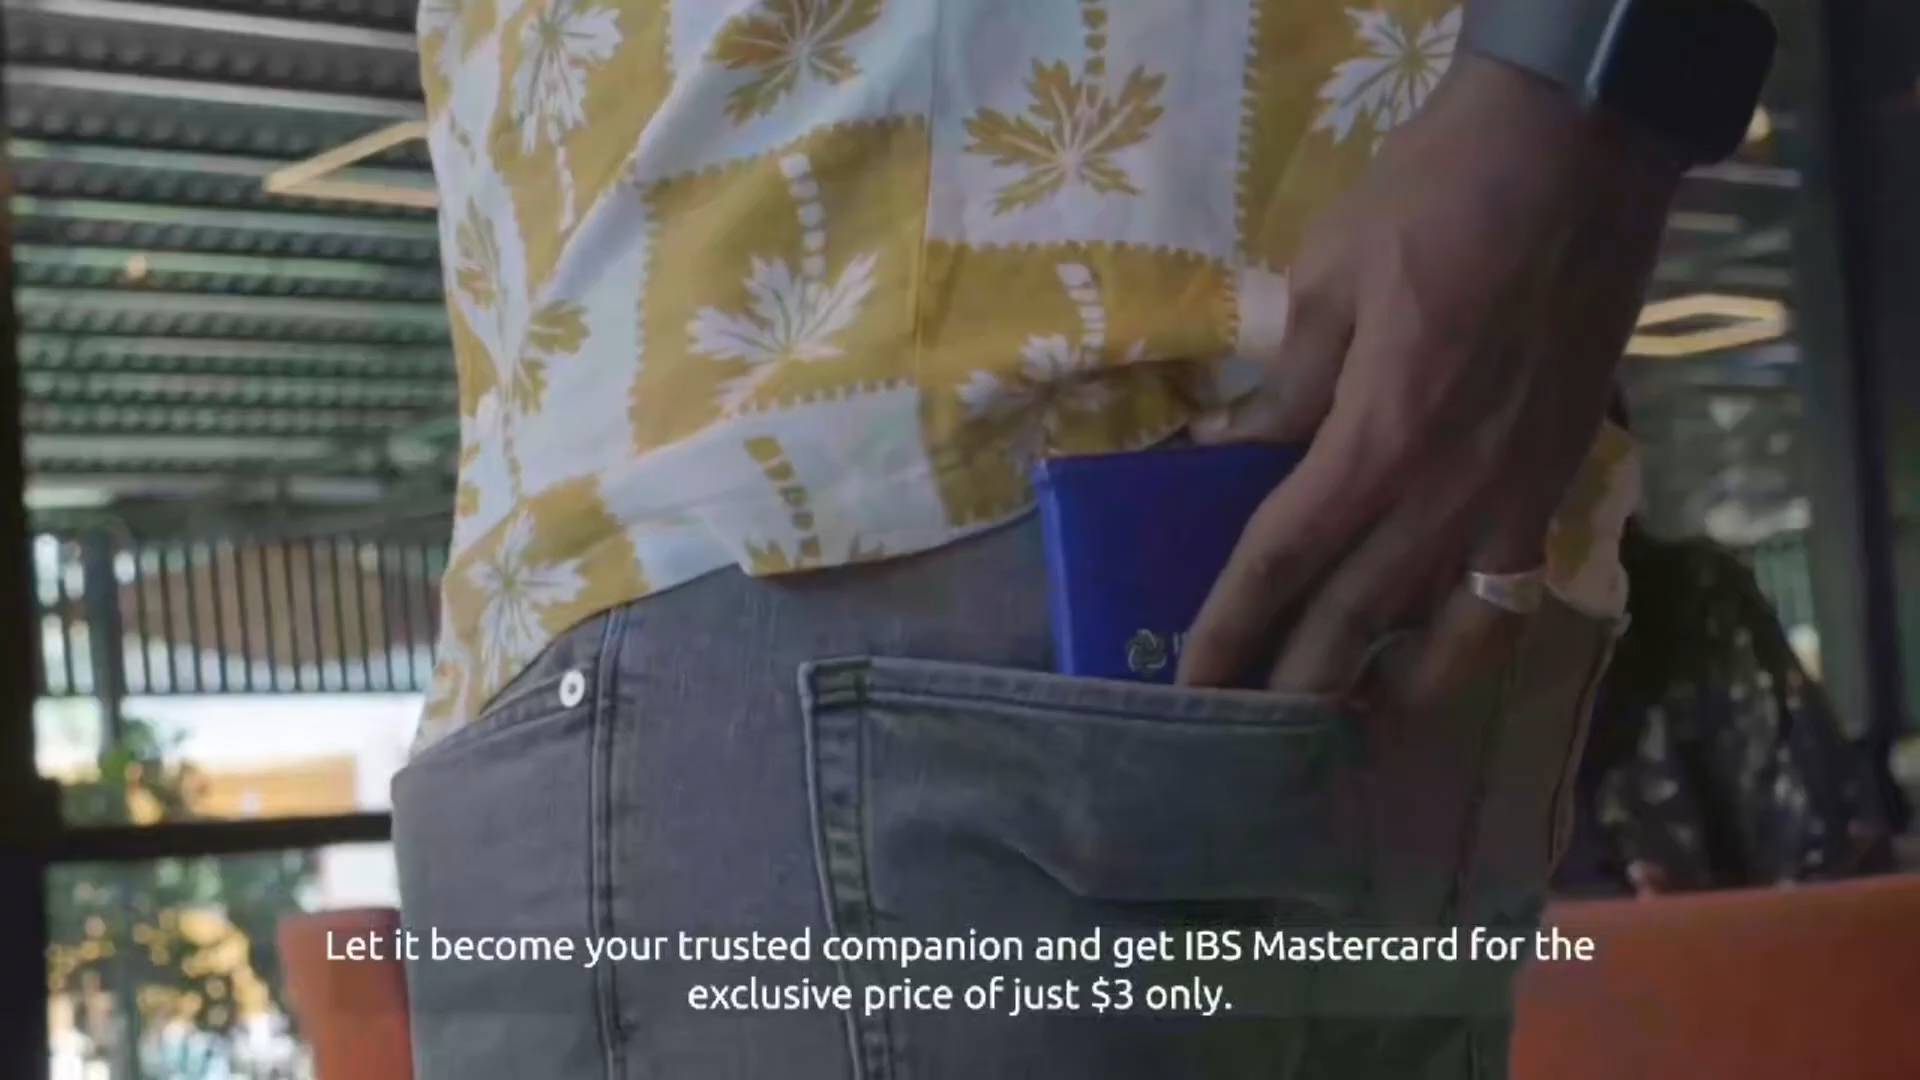 Let it become your trusted companion and get IBS Mastercard for the
exclusive price of just $3 only.